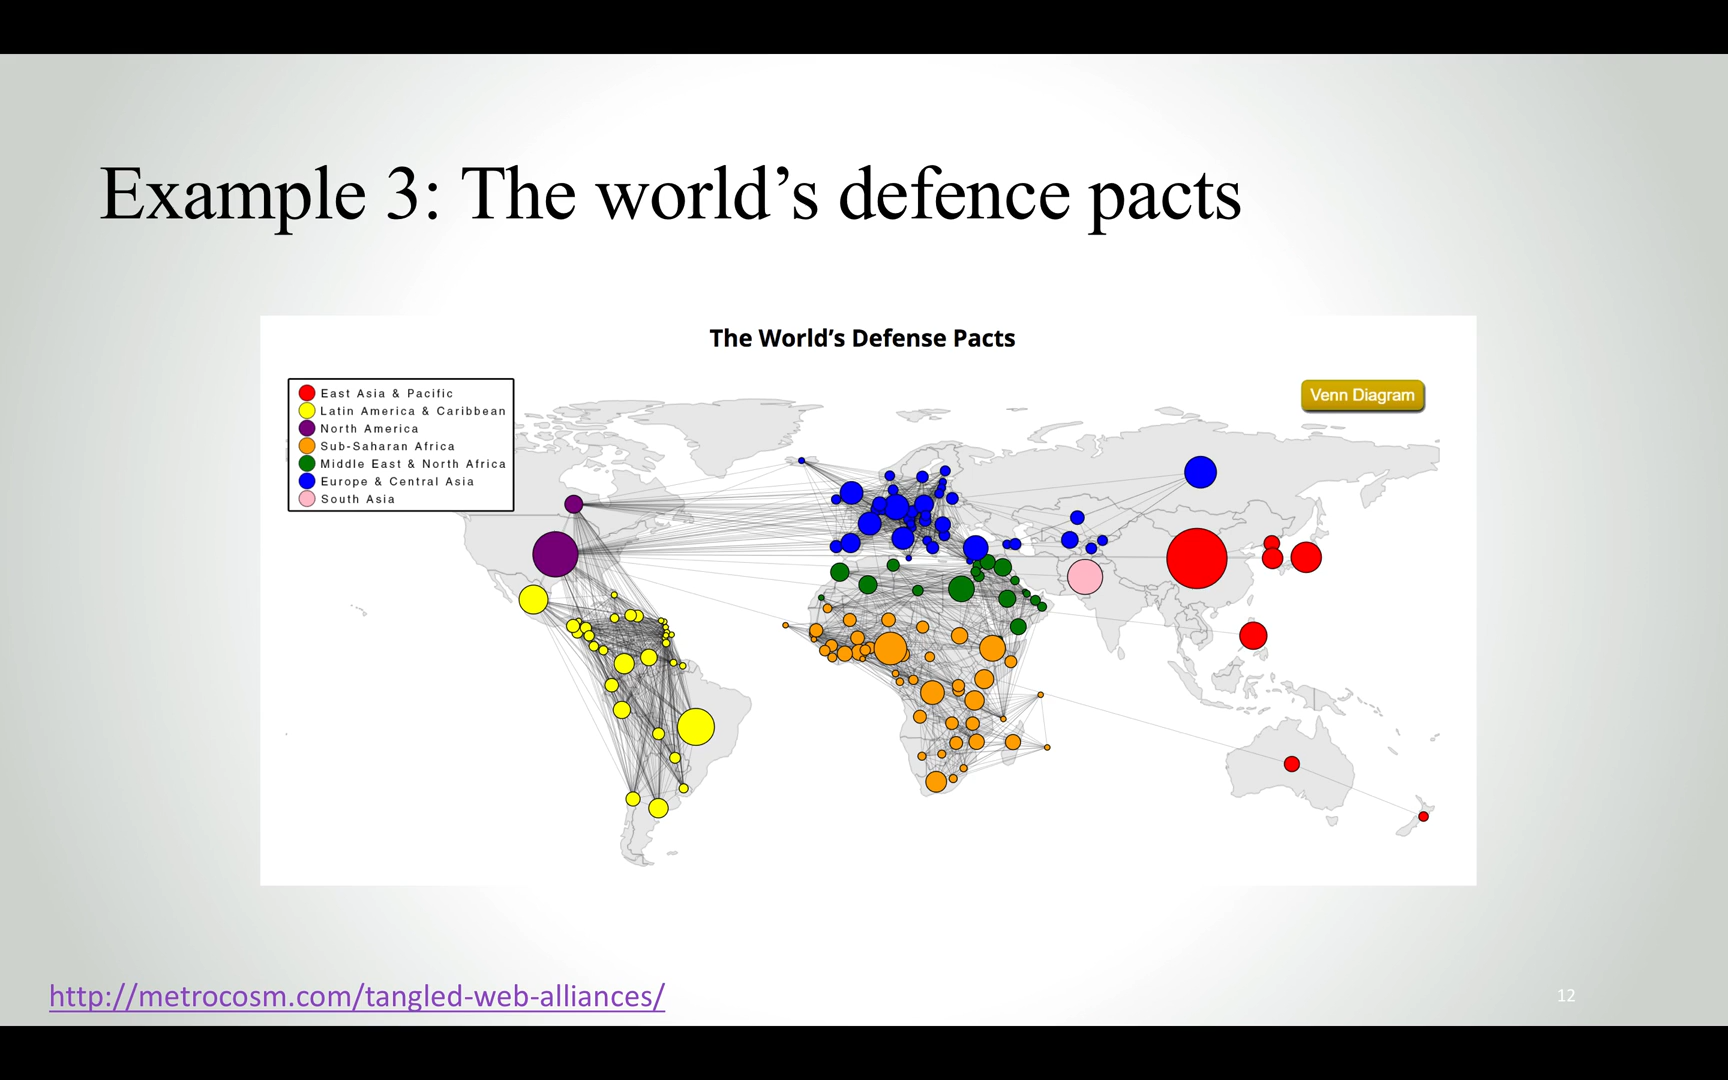 Example 3: The world’s defence pacts
The World’s Defense Pacts
East Asia & Pacific
Latin America & Caribbean
North America
Sub-Saharan Africa
Middle East & North Africa
Europe & Central Asia
South Asia
Venn Diagram
http://metrocosm.com/tangled-web-alliances/
12